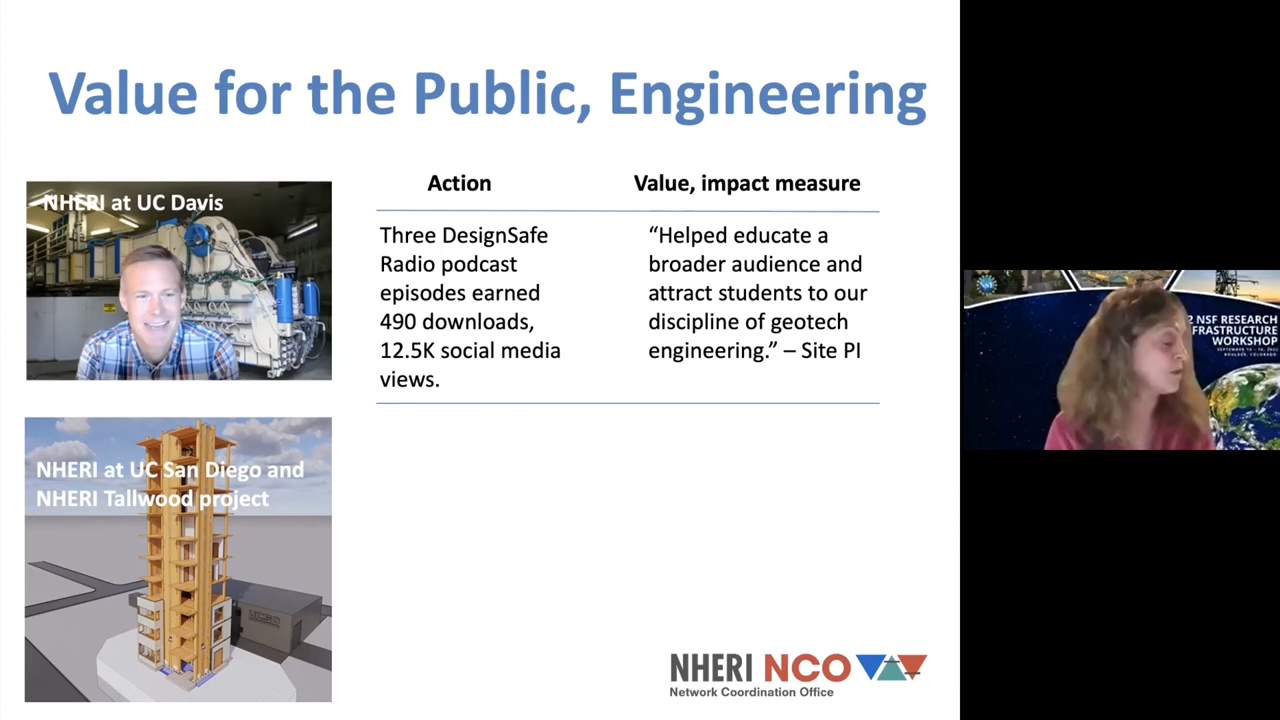 Value for the Public, Engineering
NHERI at UC Davis
Action
Value, impact measure
Three DesignSafe
Radio podcast
episodes earned
490 downloads,
12.5K social media
views.
“Helped educate a
broader audience and
attract students to our
discipline of geotech
engineering.” – Site PI
NHERI at UC San Diego and
NHERI Tallwood project
UCSD
NHERI NCO
Network Coordination Office
2 NSF RESEARCH
FRASTRUCTURE
WORKSHOP
BOULDER, COLORADO